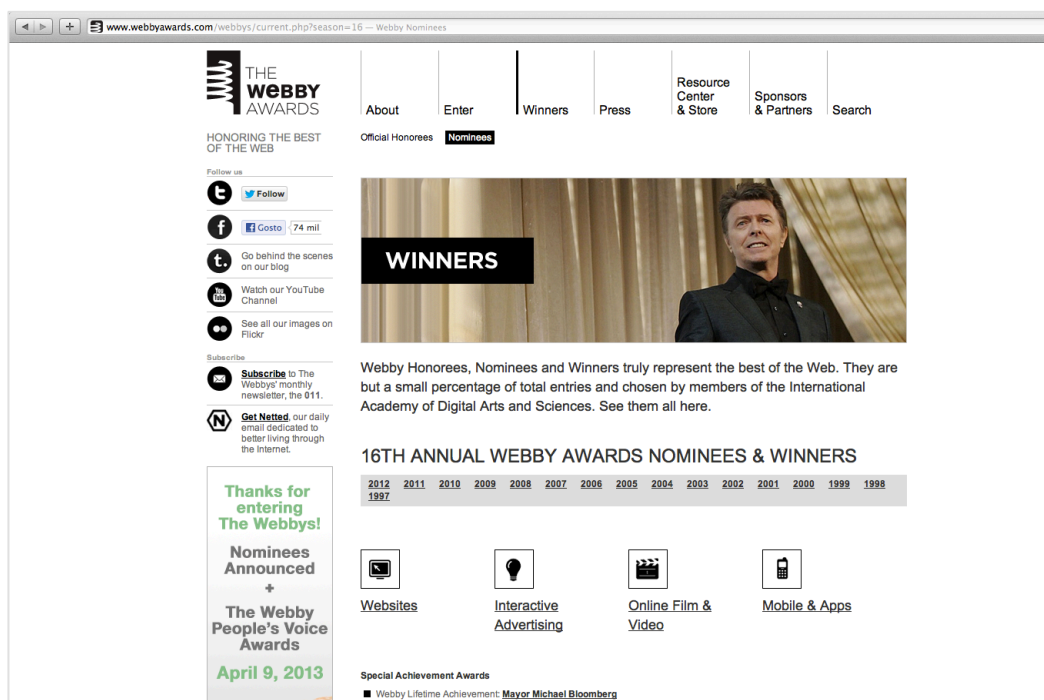 www.webbyawards.com/webbys/current.php?season=16 — Webby Nominees
THE
WEBBY
AWARDS
HONORING THE BEST
OF THE WEB
About
Enter
Winners
Press
Resource
Center
& Store
Sponsors
& Partners
Search
Official Honorees
Nominees
Follow us
Follow
Gosto
74 mil
Go behind the scenes
on our blog
Watch our YouTube
Channel
See all our images on
Flickr
Subscribe
Subscribe to The
Webbys' monthly
newsletter, the 011.
Get Netted, our daily
email dedicated to
better living through
the Internet.
Thanks for
entering
The Webbys!
Nominees
Announced
+
The Webby
People's Voice
Awards
April 9, 2013
WINNERS
Webby Honorees, Nominees and Winners truly represent the best of the Web. They are
but a small percentage of total entries and chosen by members of the International
Academy of Digital Arts and Sciences. See them all here.
16TH ANNUAL WEBBY AWARDS NOMINEES & WINNERS
2012 2011 2010 2009 2008 2007 2006 2005 2004 2003 2002 2001 2000 1999 1998
1997
Websites
Interactive
Advertising
Online Film &
Video
Mobile & Apps
Special Achievement Awards
Webby Lifetime Achievement: Mayor Michael Bloomberg